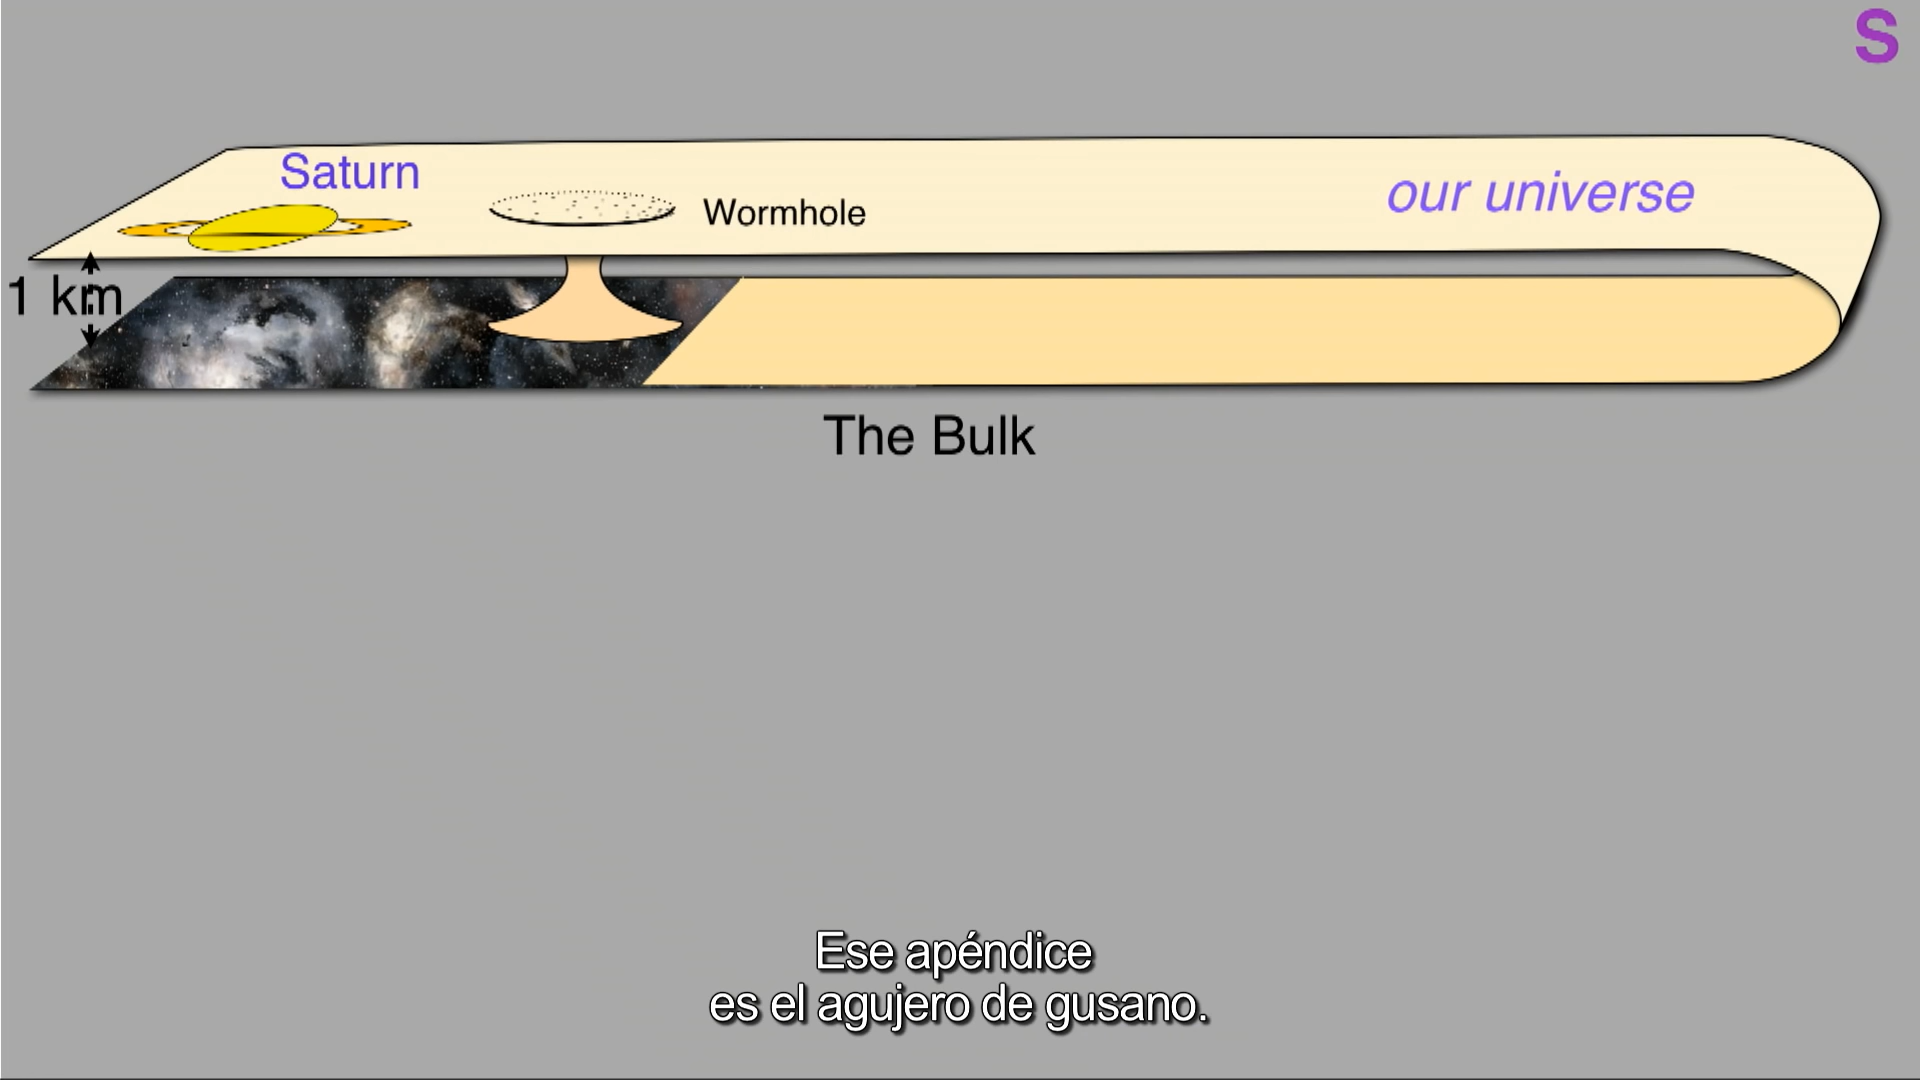 S
Saturn
Wormhole
our universe
1 km
The Bulk
Ese apéndice
es el agujero de gusano.